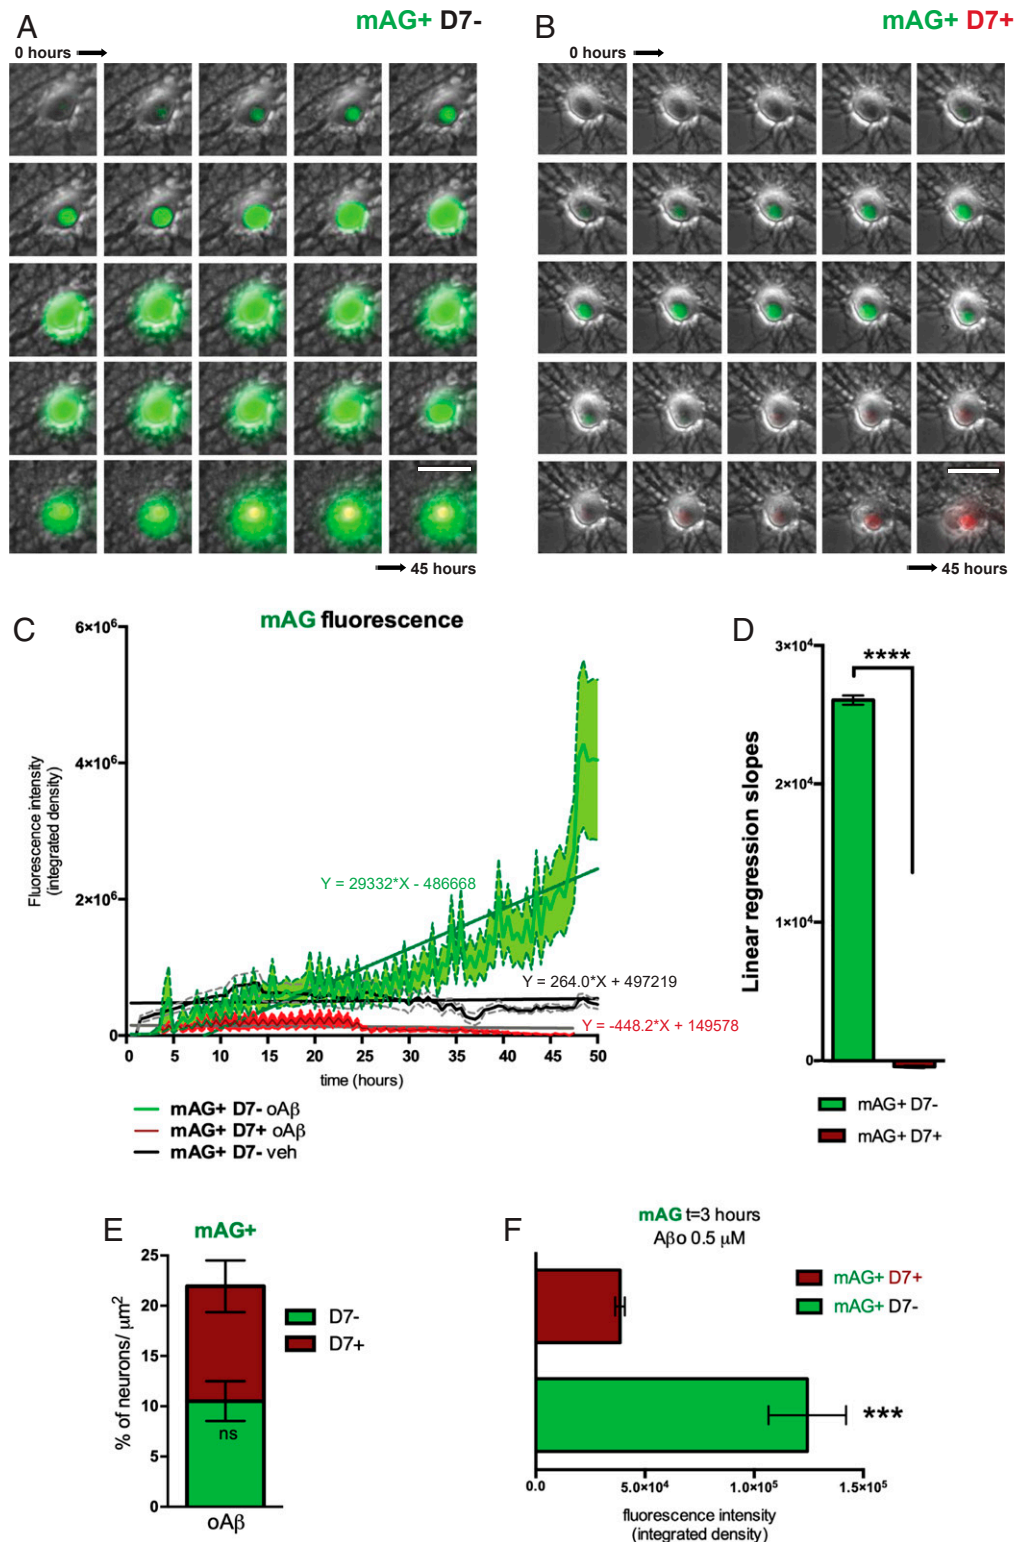 A
mAG+ D7-
0 hours
45 hours
B
mAG+ D7+
0 hours
45 hours
C
mAG fluorescence
Fluorescence intensity
(integrated density)
6×10⁶
4×10⁶
2×10⁶
0
Y = 29332*X - 486668
Y = 264.0*X + 497219
Y = -448.2*X + 149578
0 5 10 15 20 25 30 35 40 45 50
time (hours)
mAG+ D7- oAβ
mAG+ D7+ oAβ
mAG+ D7- veh
D
Linear regression slopes
3×10⁴
2×10⁴
1×10⁴
0
****
mAG+ D7-
mAG+ D7+
E
mAG+
% of neurons/ μm²
25
20
15
10
5
0
ns
oAβ
D7-
D7+
F
mAG t=3 hours
Aβo 0.5 μM
mAG+ D7+
mAG+ D7-
***
0.0 5.0×10⁴ 1.0×10⁵ 1.5×10⁵
fluorescence intensity
(integrated density)